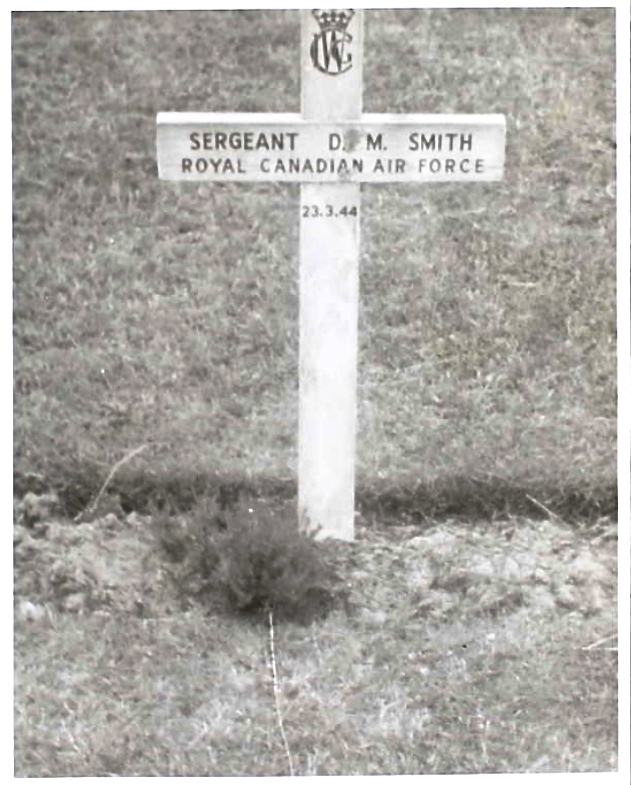 SERGEANT D. M. SMITH
ROYAL CANADIAN AIR FORCE
23.3.44